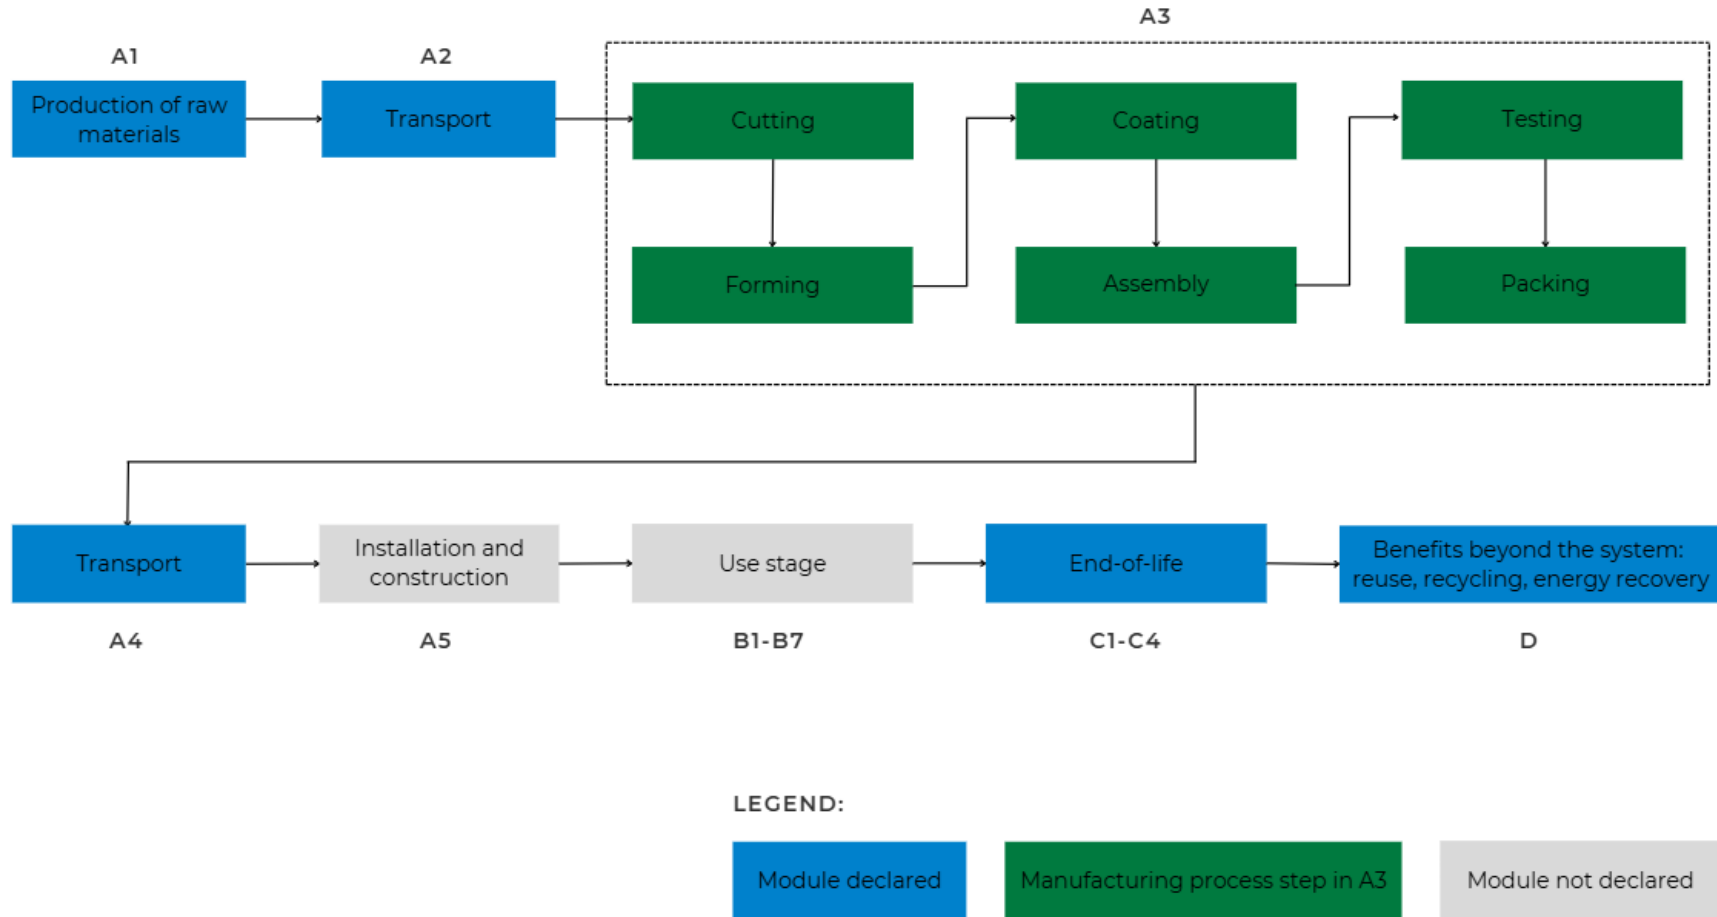 A3
A1
A2
Production of raw
materials
Transport
Cutting
Coating
Testing
Forming
Assembly
Packing
Transport
Installation and
construction
Use stage
End-of-life
Benefits beyond the system:
reuse, recycling, energy recovery
A4
A5
B1-B7
C1-C4
D
LEGEND:
Module declared
Manufacturing process step in A3
Module not declared